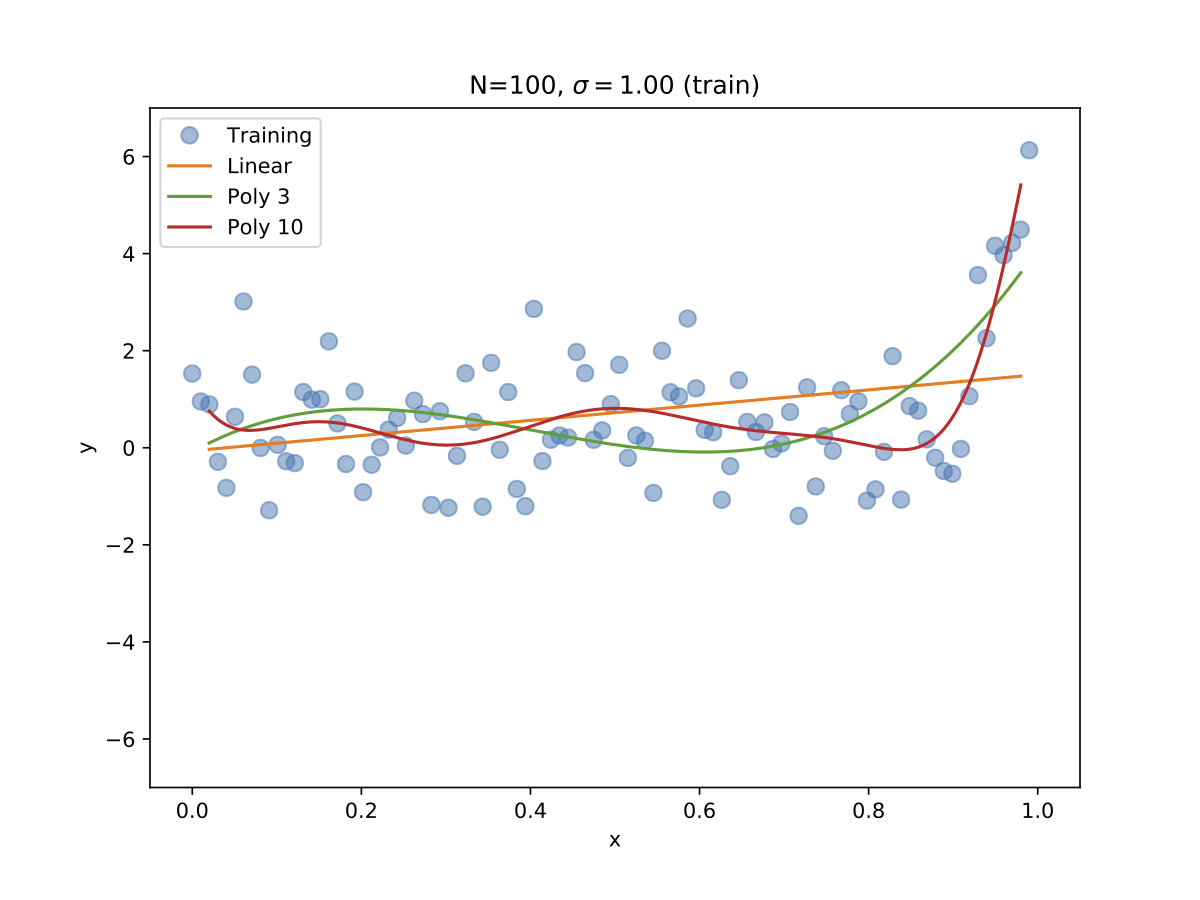 N=100, σ = 1.00 (train)
Training
Linear
Poly 3
Poly 10
6
4
2
0
−2
−4
−6
y
0.0 0.2 0.4 0.6 0.8 1.0
x